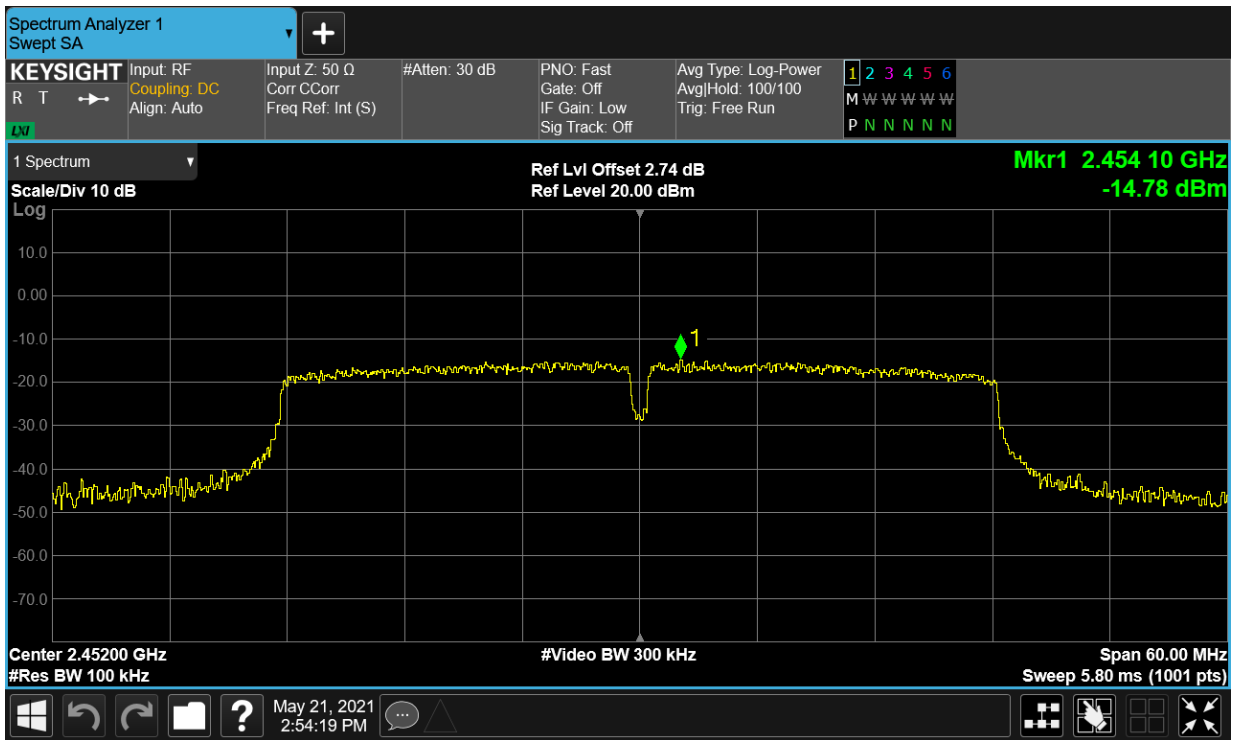 Spectrum Analyzer 1
Swept SA
+
KEYSIGHT
R T
LXI
Input: RF
Coupling: DC
Align: Auto
Input Z: 50 Ω
Corr CCorr
Freq Ref: Int (S)
#Atten: 30 dB
PNO: Fast
Gate: Off
IF Gain: Low
Sig Track: Off
Avg Type: Log-Power
Avg|Hold: 100/100
Trig: Free Run
1 2 3 4 5 6
M W W W W W
P N N N N N
1 Spectrum
Scale/Div 10 dB
Log
Ref Lvl Offset 2.74 dB
Ref Level 20.00 dBm
Mkr1 2.454 10 GHz
-14.78 dBm
10.0
0.00
-10.0
1
-20.0
-30.0
-40.0
-50.0
-60.0
-70.0
Center 2.45200 GHz
#Video BW 300 kHz
Span 60.00 MHz
#Res BW 100 kHz
Sweep 5.80 ms (1001 pts)
?
May 21, 2021
2:54:19 PM